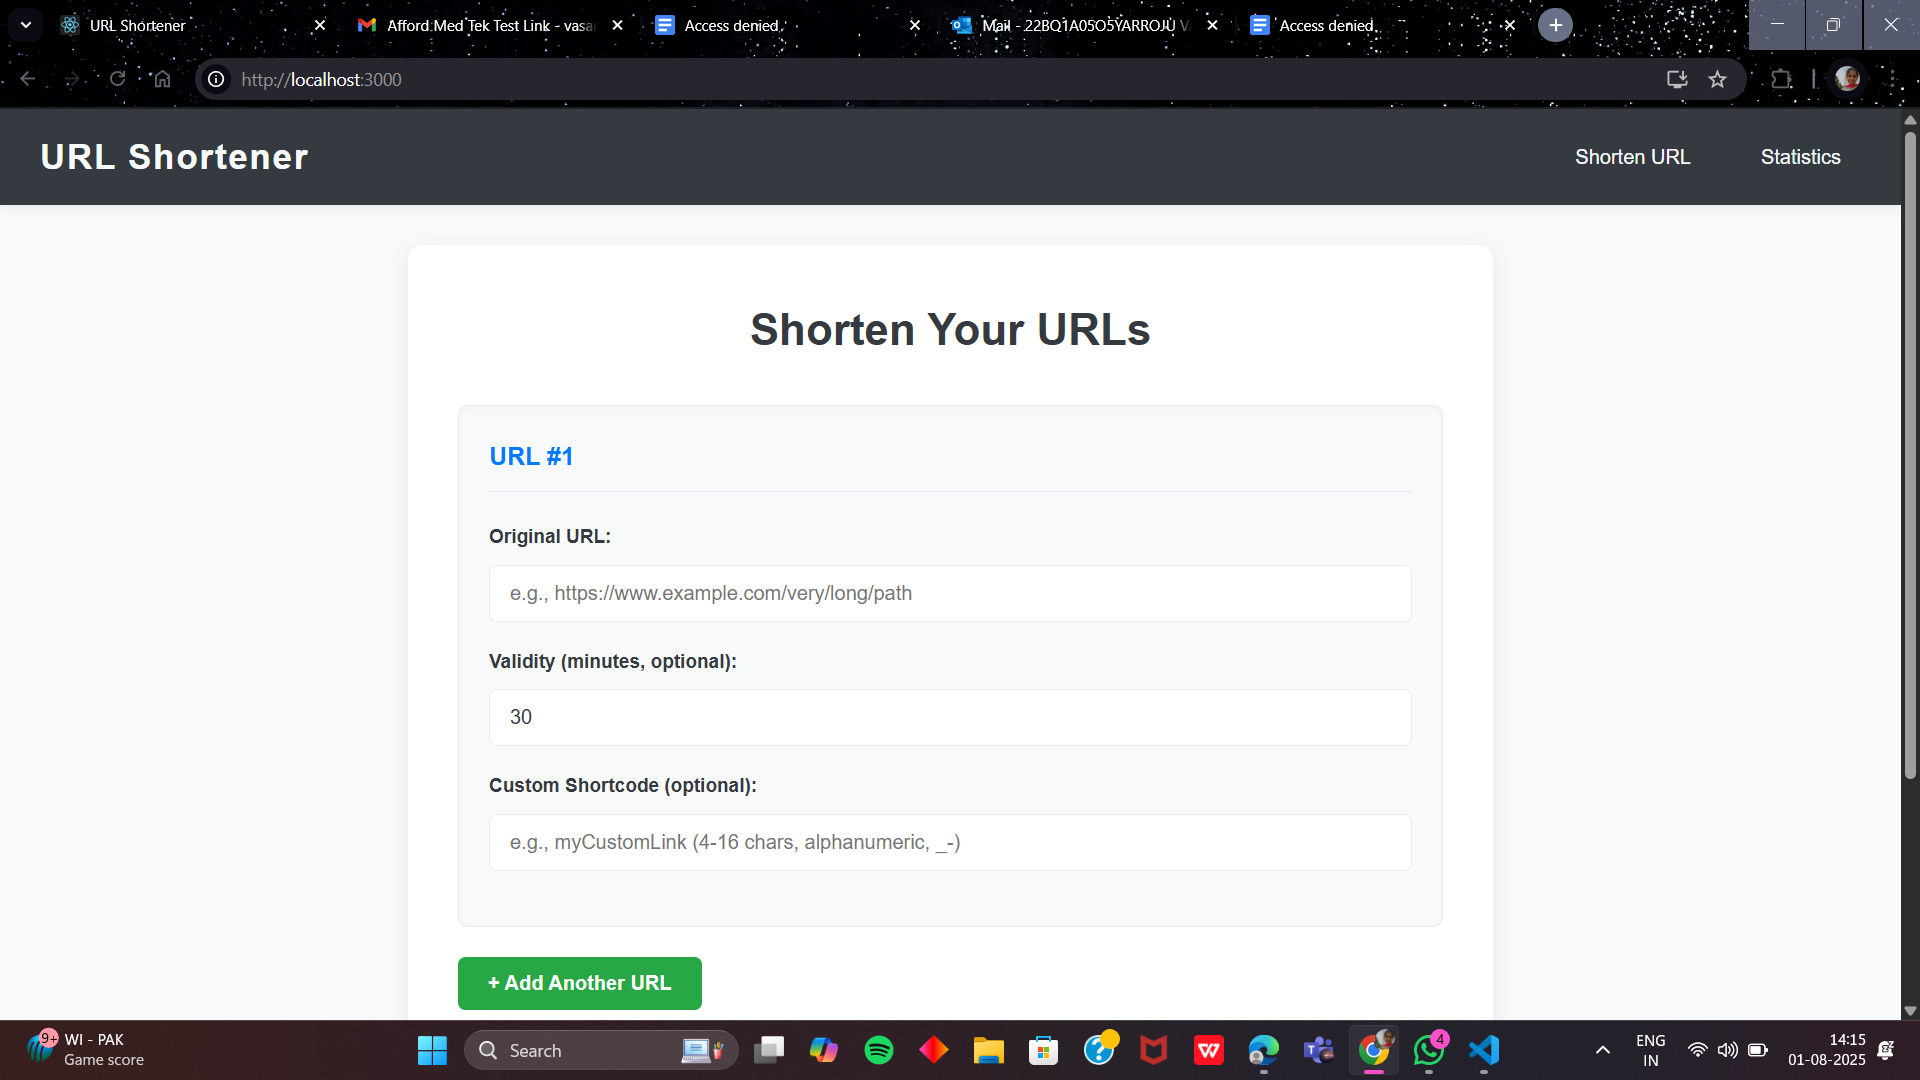 URL Shortener
Afford Med Tek Test Link - vasa
Access denied
Mail - 22BQ1A05O5YARROJU V
Access denied
http://localhost:3000
URL Shortener
Shorten URL
Statistics
Shorten Your URLs
URL #1
Original URL:
e.g., https://www.example.com/very/long/path
Validity (minutes, optional):
30
Custom Shortcode (optional):
e.g., myCustomLink (4-16 chars, alphanumeric, _-)
+ Add Another URL
9+
WI - PAK
Game score
Search
4
ENG
IN
14:15
01-08-2025